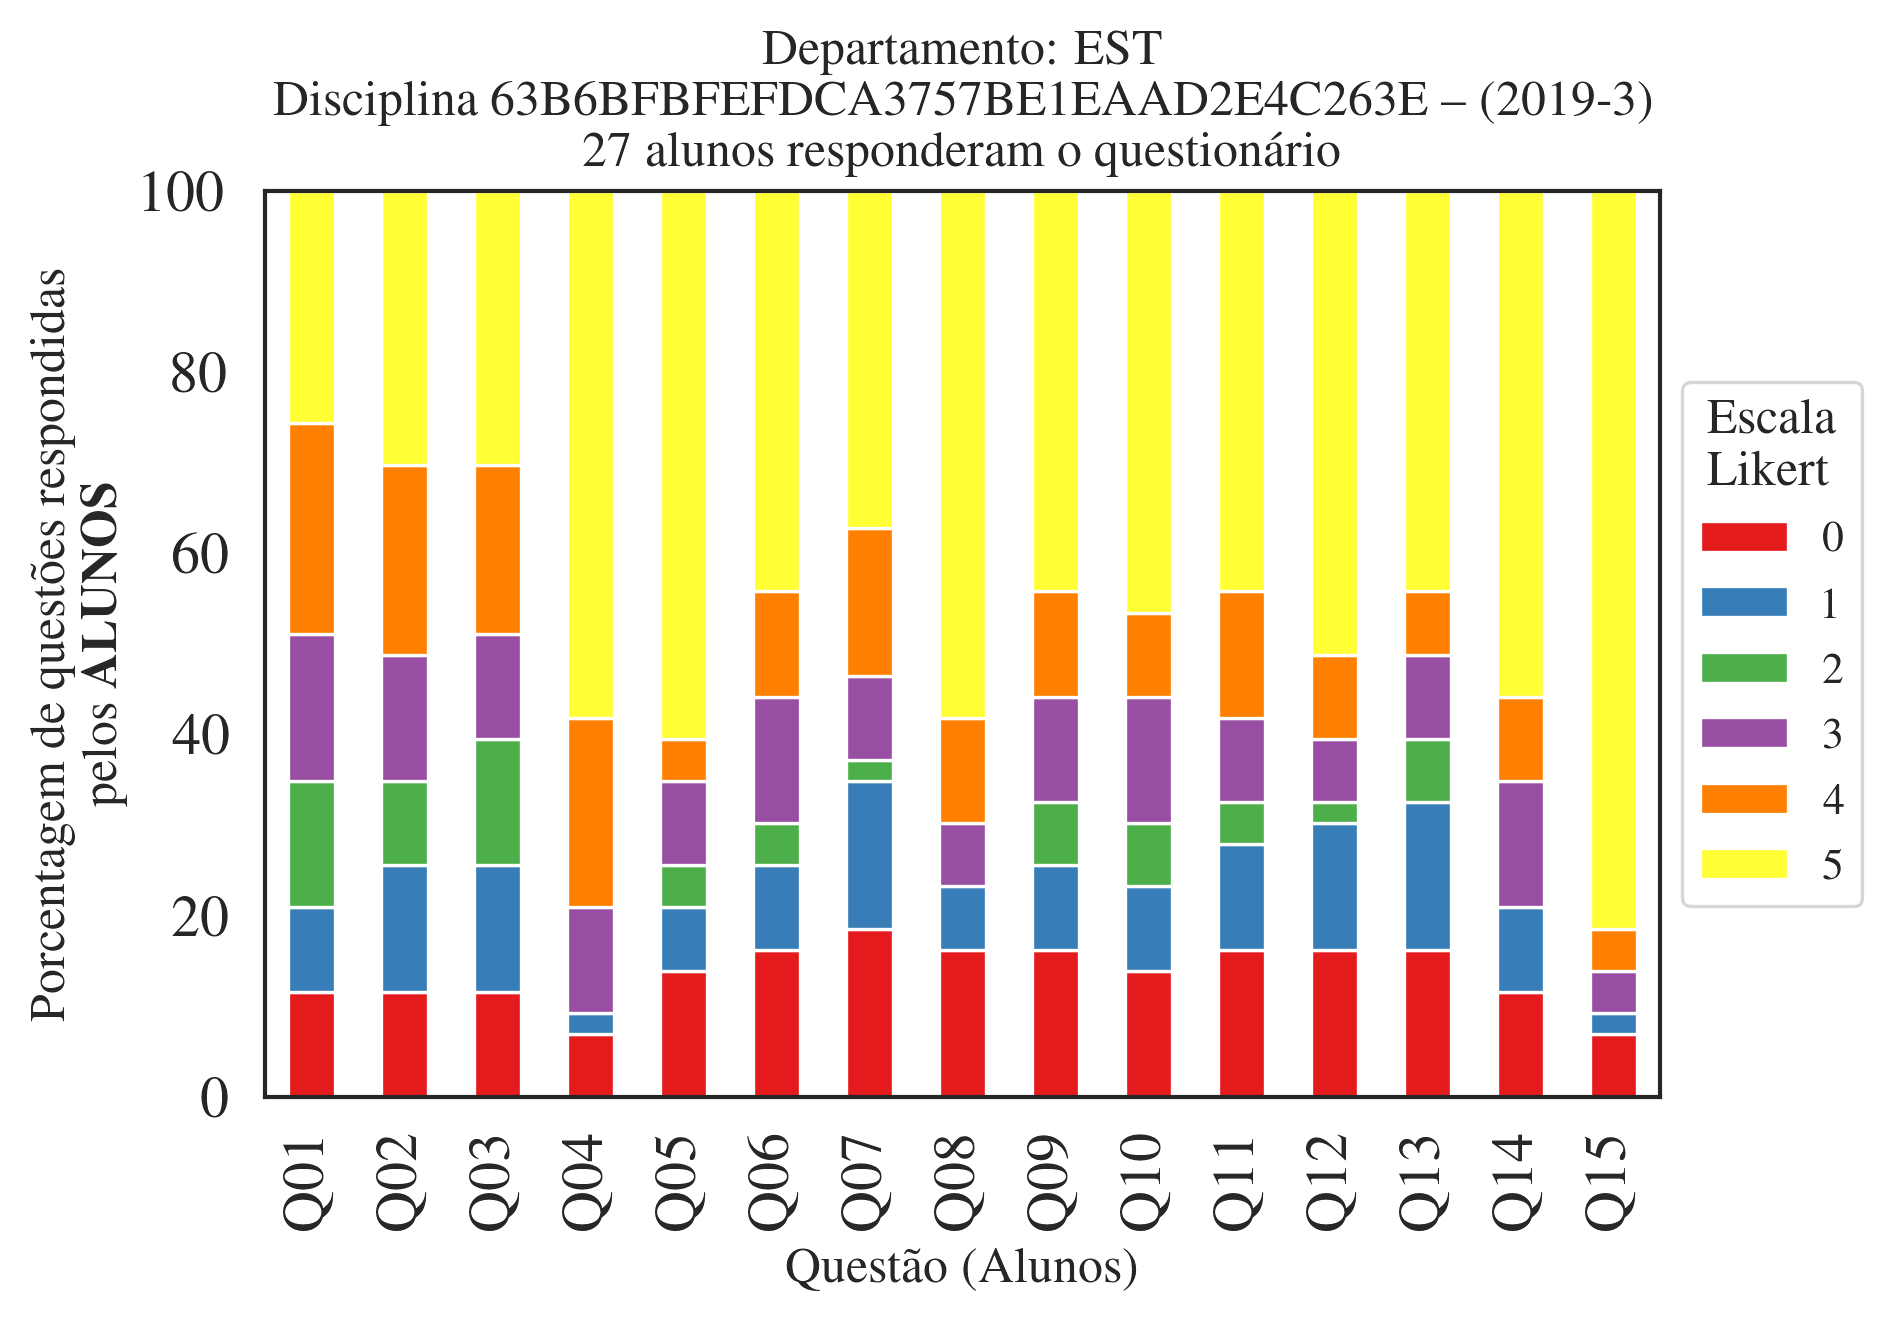 Departamento: EST
Disciplina 63B6BFBFEFDCA3757BE1EAAD2E4C263E – (2019-3)
27 alunos responderam o questionário
100
80
60
40
20
0
Porcentagem de questões respondidas
pelos ALUNOS
Q01
Q02
Q03
Q04
Q05
Q06
Q07
Q08
Q09
Q10
Q11
Q12
Q13
Q14
Q15
Questão (Alunos)
Escala
Likert
0
1
2
3
4
5